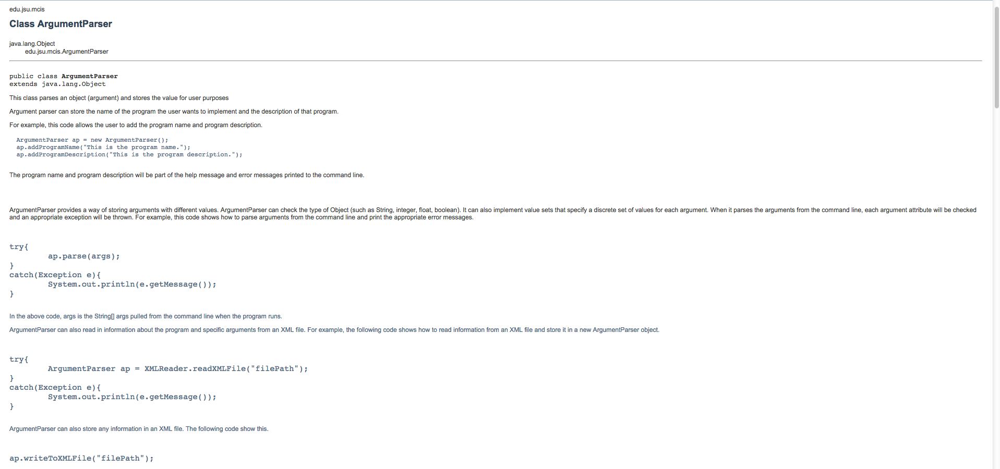 edu.jsu.mcis
Class ArgumentParser
java.lang.Object
edu.jsu.mcis.ArgumentParser
public class ArgumentParser
extends java.lang.Object
This class parses an object (argument) and stores the value for user purposes
Argument parser can store the name of the program the user wants to implement and the description of that program.
For example, this code allows the user to add the program name and program description.
ArgumentParser ap = new ArgumentParser();
ap.addProgramName("This is the program name.");
ap.addProgramDescription("This is the program description.");
The program name and program description will be part of the help message and error messages printed to the command line.
ArgumentParser provides a way of storing arguments with different values. ArgumentParser can check the type of Object (such as String, integer, float, boolean). It can also implement value sets that specify a discrete set of values for each argument. When it parses the arguments from the command line, each argument attribute will be checked
and an appropriate exception will be thrown. For example, this code shows how to parse arguments from the command line and print the appropriate error messages.
try{
ap.parse(args);
}
catch(Exception e){
System.out.println(e.getMessage());
}
In the above code, args is the String[] args pulled from the command line when the program runs.
ArgumentParser can also read in information about the program and specific arguments from an XML file. For example, the following code shows how to read information from an XML file and store it in a new ArgumentParser object.
try{
ArgumentParser ap = XMLReader.readXMLFile("filePath");
}
catch(Exception e){
System.out.println(e.getMessage());
}
ArgumentParser can also store any information in an XML file. The following code show this.
ap.writeToXMLFile("filePath");